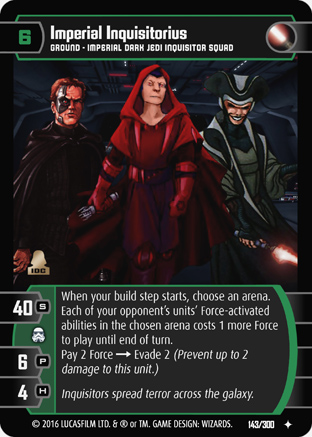 6
Imperial Inquisitorius
GROUND - IMPERIAL DARK JEDI INQUISITOR SQUAD
IDC
40 S
When your build step starts, choose an arena.
Each of your opponent's units' Force-activated
abilities in the chosen arena costs 1 more Force
to play until end of turn.
6 P
Pay 2 Force → Evade 2 (Prevent up to 2
damage to this unit.)
4 H
Inquisitors spread terror across the galaxy.
© 2016 LUCASFILM LTD. & ® or TM. GAME DESIGN: WIZARDS.
143/300